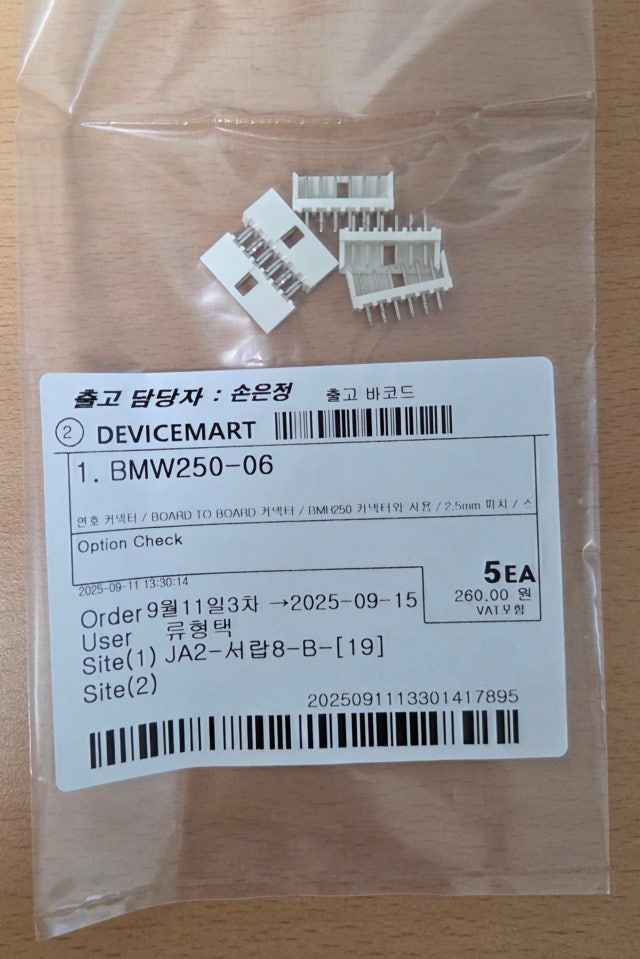 출고 담당자 : 손은정 출고 바코드
2 DEVICEMART
1. BMW250-06
연호 커넥터 / BOARD TO BOARD 커넥터 / BMH250 커넥터와 사용 / 2.5mm 피치 / 스
Option Check
5EA
260.00 원
VAT포함
2025-09-11 13:30:14
Order 9월11일3차 →2025-09-15
User 류형택
Site(1) JA2-서랍8-B-[19]
Site(2)
2025091113301417895